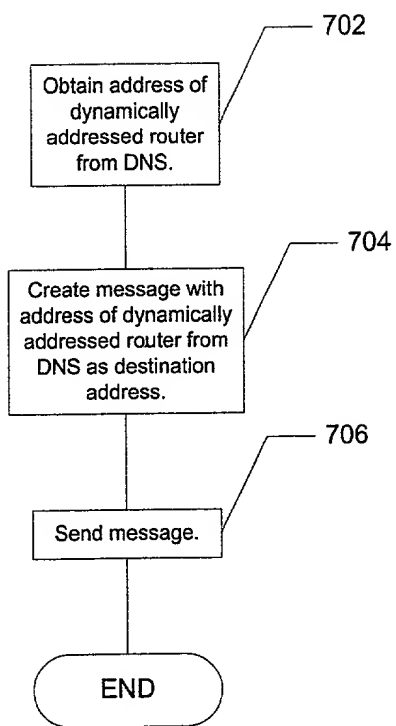 702
Obtain address of
dynamically
addressed router
from DNS.
704
Create message with
address of dynamically
addressed router from
DNS as destination
address.
706
Send message.
END